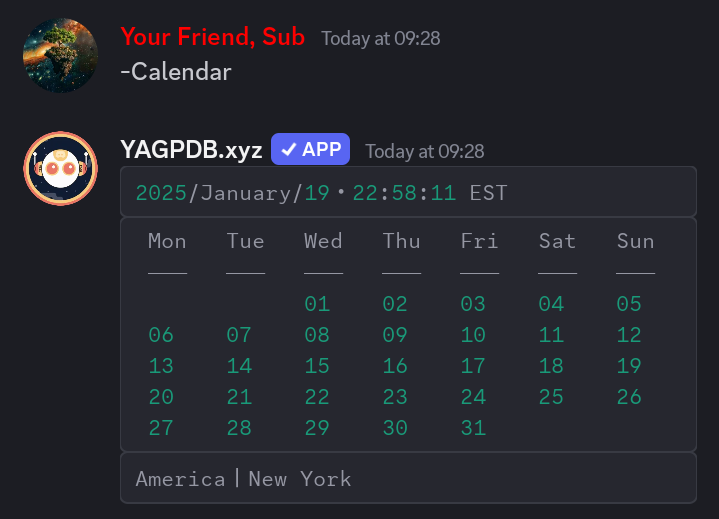 Your Friend, Sub Today at 09:28
-Calendar
YAGPDB.xyz ✓ APP Today at 09:28
2025/January/19 • 22:58:11 EST
Mon Tue Wed Thu Fri Sat Sun
01 02 03 04 05
06 07 08 09 10 11 12
13 14 15 16 17 18 19
20 21 22 23 24 25 26
27 28 29 30 31
America | New York